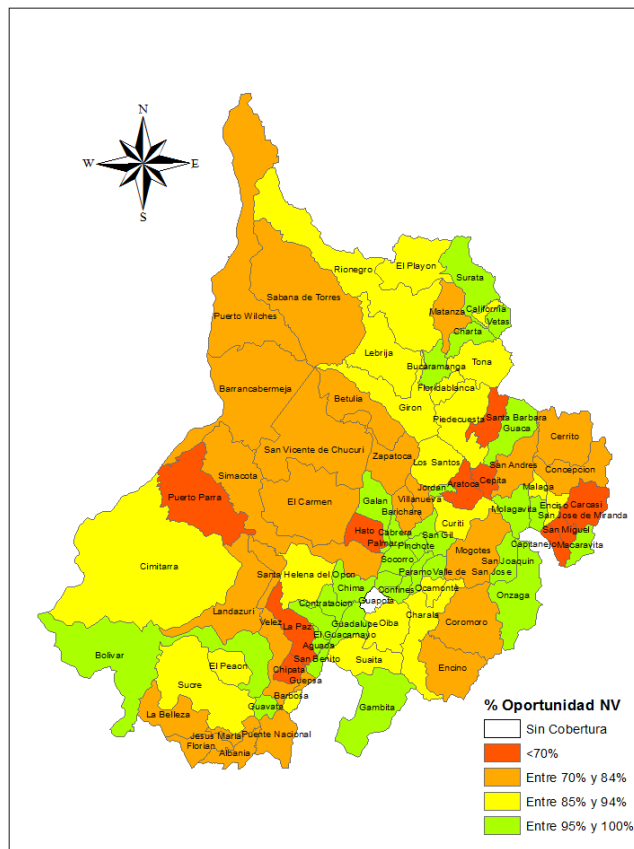 N
W
E
S
El Playon
Rionegro
Surata
Sabana de Torres
California
Matanza
Vetas
Puerto Wilches
Charta
Lebrija
Tona
Bucaramanga
Floridablanca
Barrancabermeja
Betulia
Giron
Piedecuesta
Santa Barbara
Guaca
Cerrito
San Vicente de Chucuri
Zapatoca
Los Santos
San Andres
Concepcion
Simacota
Aratoca
Cepita
Malaga
Puerto Parra
Jordan
Enciso
Carcasi
El Carmen
Galan
Villanueva
Molagavita
Barichara
San Jose de Miranda
Hato
Cabrera
Curiti
San Miguel
San Gil
Palmar
Capitanejo
Macaravita
Pinchote
Mogotes
Socorro
San Joaquin
Cimitarra
Paramo
Valle de San Jose
Santa Helena del Opon
Chima
Confines
Ocamonte
Onzaga
Guapota
Contratacion
Landazuri
Charala
Velez
La Paz
Guadalupe
Oiba
Coromoro
El Guacamayo
Aguada
Bolivar
San Benito
Suaita
El Peaon
Chipata
Encino
Guepsa
Sucre
Barbosa
Guavata
Gambita
La Belleza
Jesus Maria
Puente Nacional
Florian
Albania
% Oportunidad NV
Sin Cobertura
<70%
Entre 70% y 84%
Entre 85% y 94%
Entre 95% y 100%